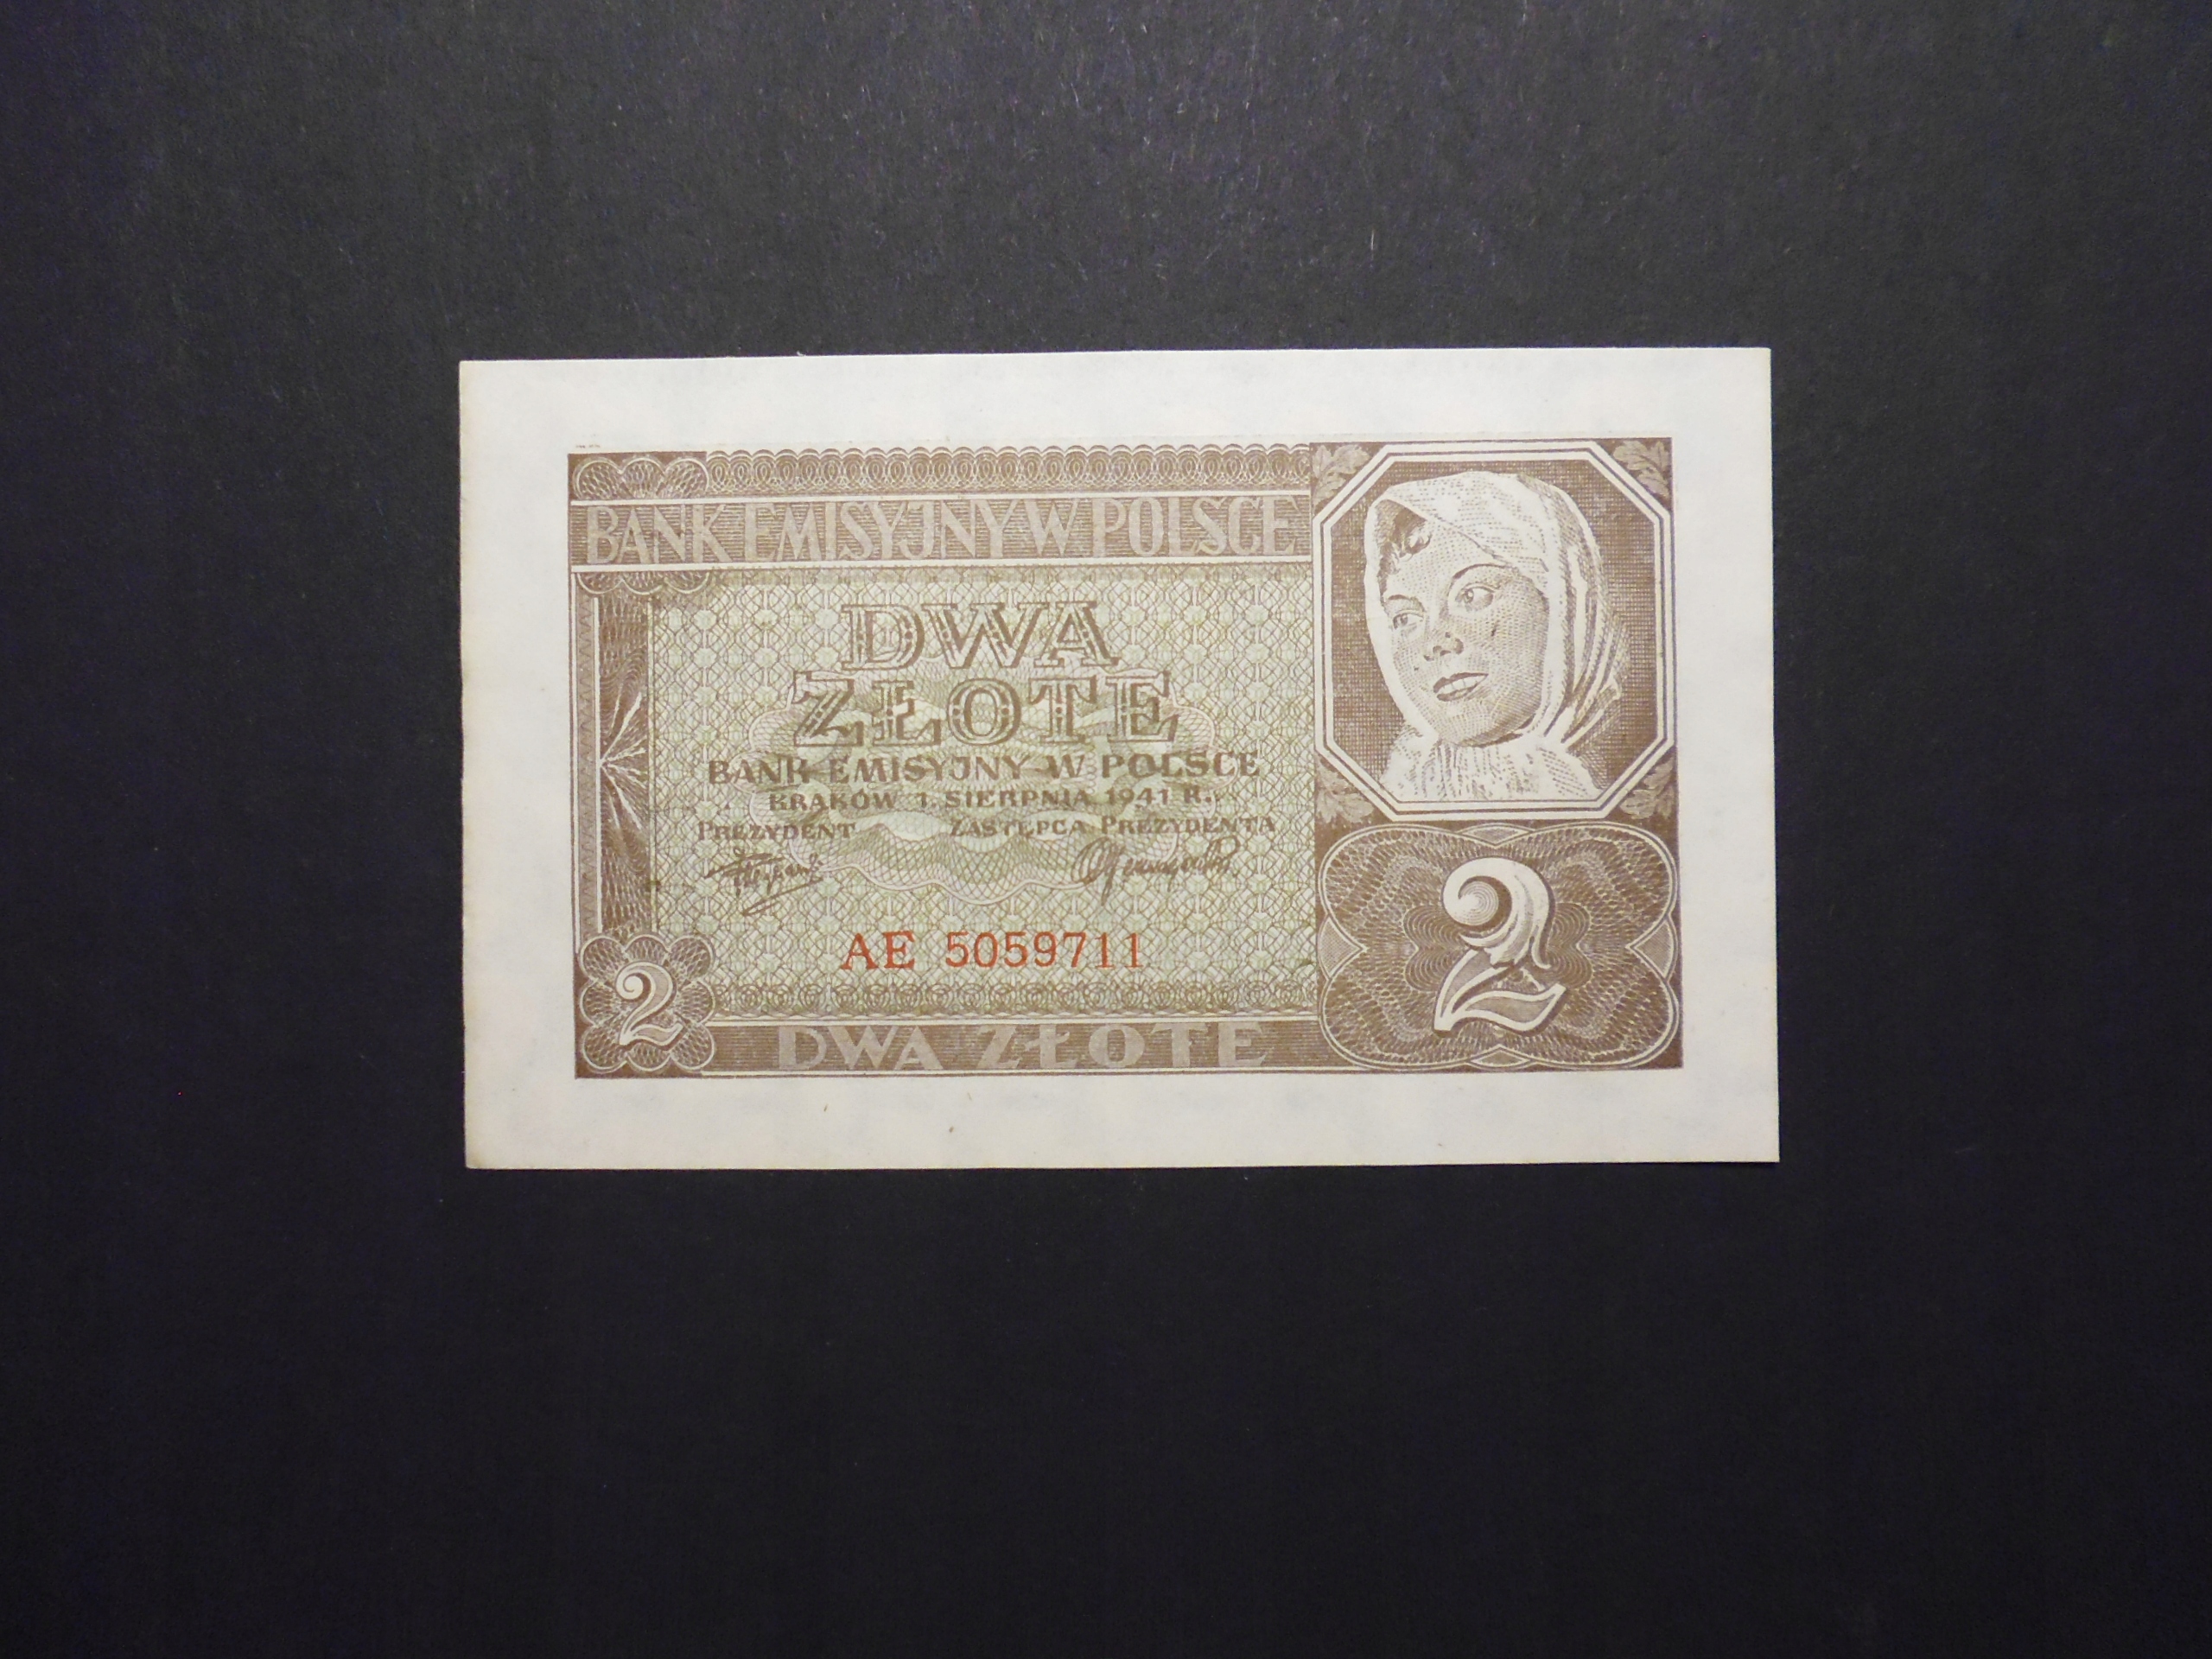 BANK EMISYJNY W POLSCE
DWA
ZŁOTE
BANK EMISYJNY W POLSCE
KRAKÓW 1. SIERPNIA 1941 R.
PREZYDENT ZASTĘPCA PREZYDENTA
AE 5059711
2
2
DWA ZŁOTE